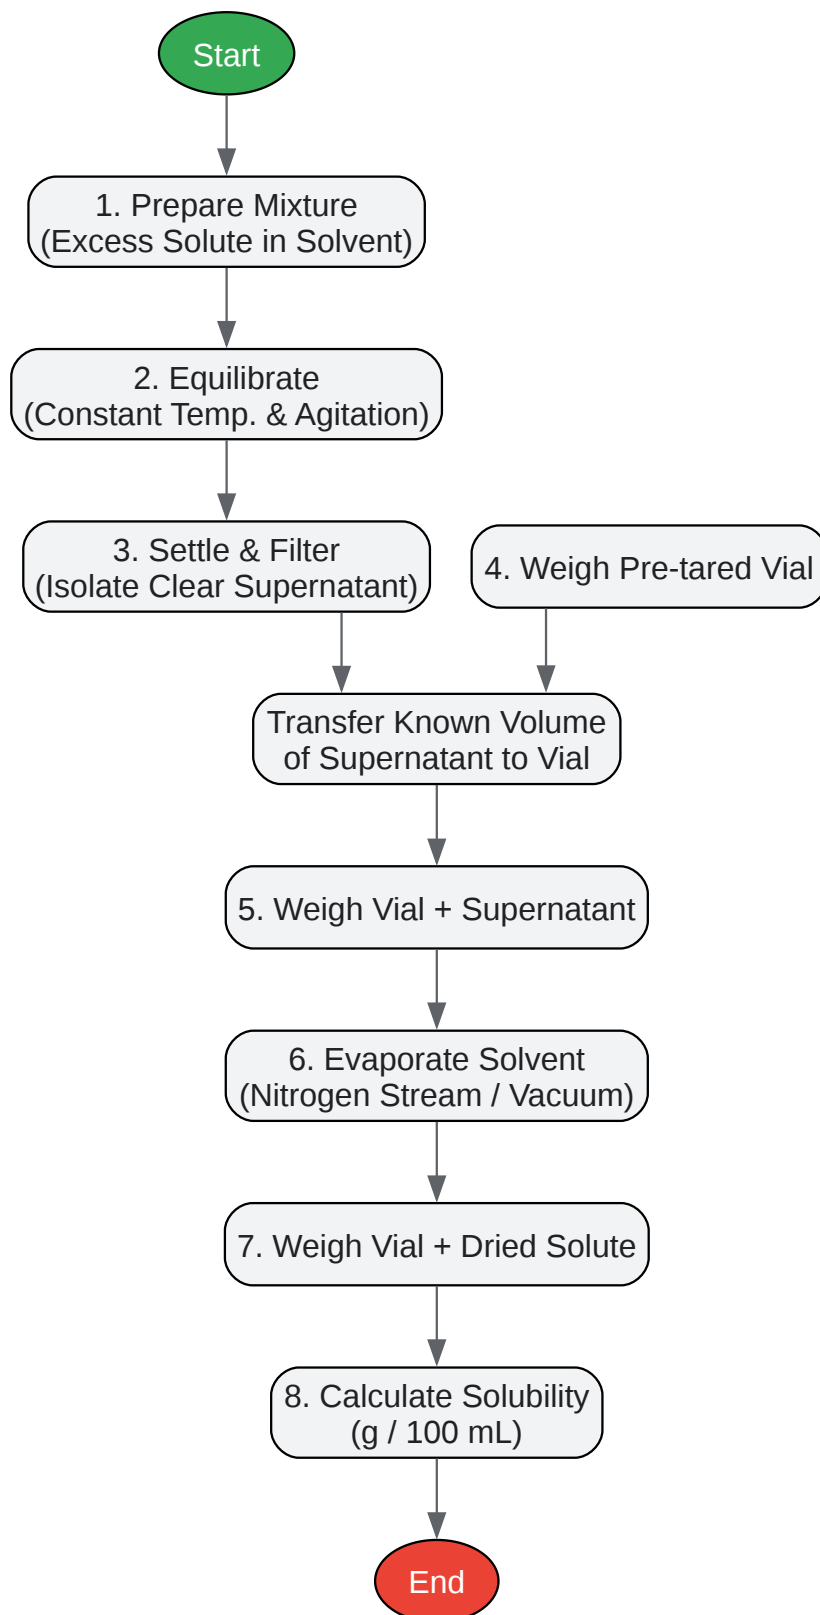 Start
1. Prepare Mixture
(Excess Solute in Solvent)
2. Equilibrate
(Constant Temp. & Agitation)
3. Settle & Filter
(Isolate Clear Supernatant)
4. Weigh Pre-tared Vial
Transfer Known Volume
of Supernatant to Vial
5. Weigh Vial + Supernatant
6. Evaporate Solvent
(Nitrogen Stream / Vacuum)
7. Weigh Vial + Dried Solute
8. Calculate Solubility
(g / 100 mL)
End